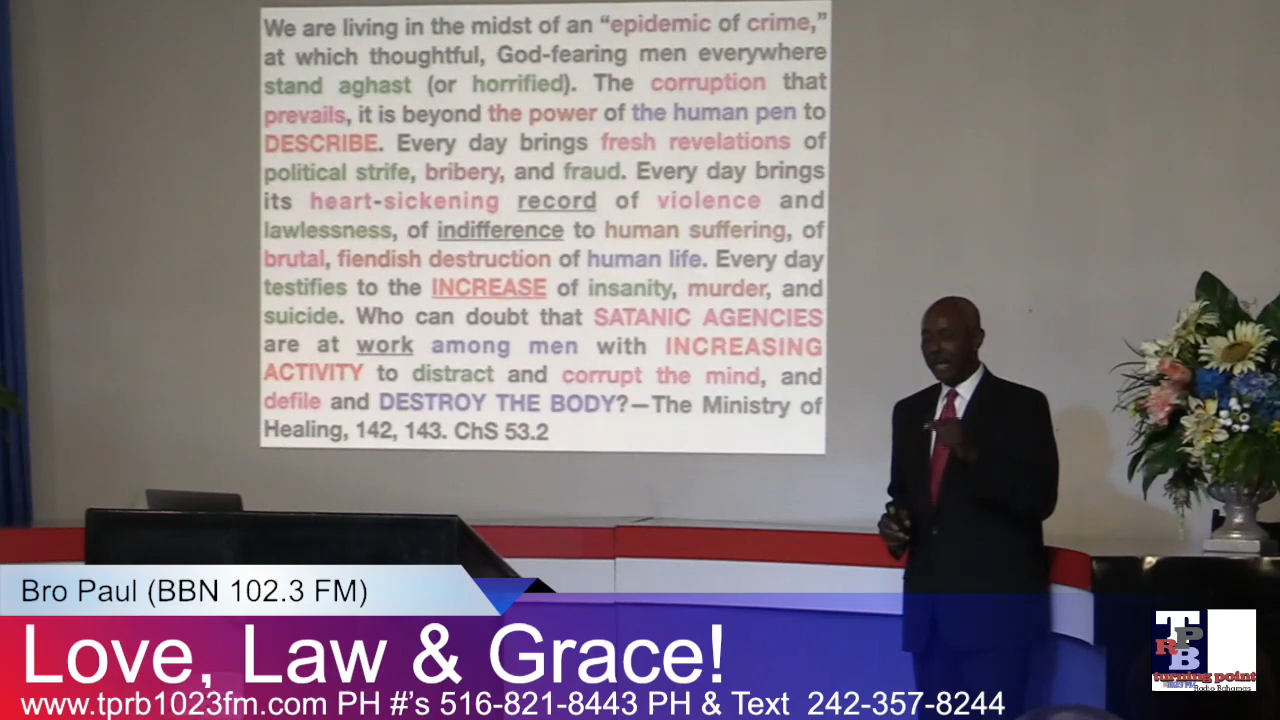 We are living in the midst of an “epidemic of crime,”
at which thoughtful, God-fearing men everywhere
stand aghast (or horrified). The corruption that
prevails, it is beyond the power of the human pen to
DESCRIBE. Every day brings fresh revelations of
political strife, bribery, and fraud. Every day brings
its heart-sickening record of violence and
lawlessness, of indifference to human suffering, of
brutal, fiendish destruction of human life. Every day
testifies to the INCREASE of insanity, murder, and
suicide. Who can doubt that SATANIC AGENCIES
are at work among men with INCREASING
ACTIVITY to distract and corrupt the mind, and
defile and DESTROY THE BODY?—The Ministry of
Healing, 142, 143. ChS 53.2
Bro Paul (BBN 102.3 FM)
Love, Law & Grace!
www.tprb1023fm.com PH #'s 516-821-8443 PH & Text 242-357-8244
TPRB
turning point
Radio Bahamas